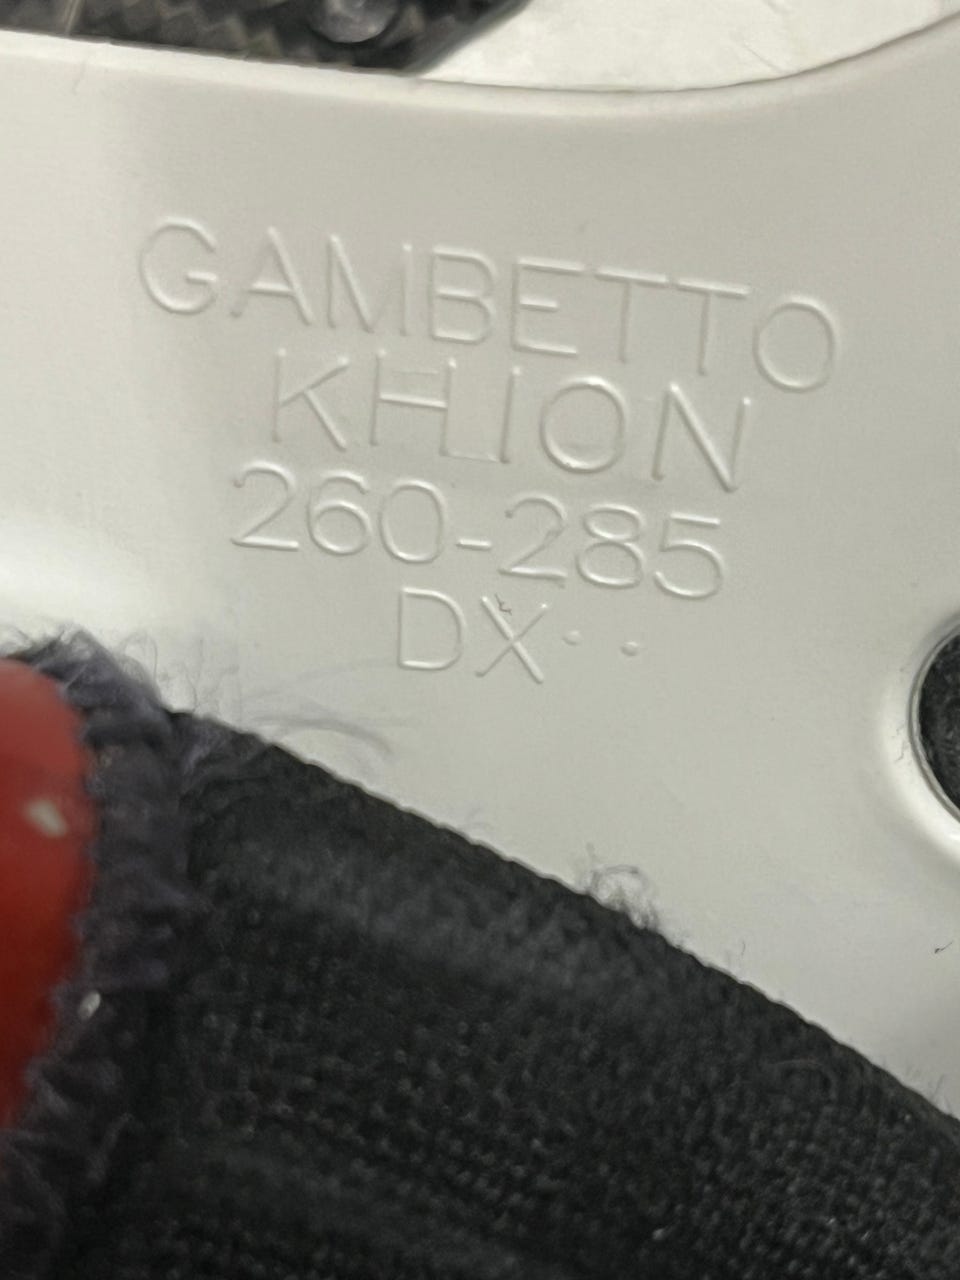 GAMBETTO
KHION
260-285
DX··